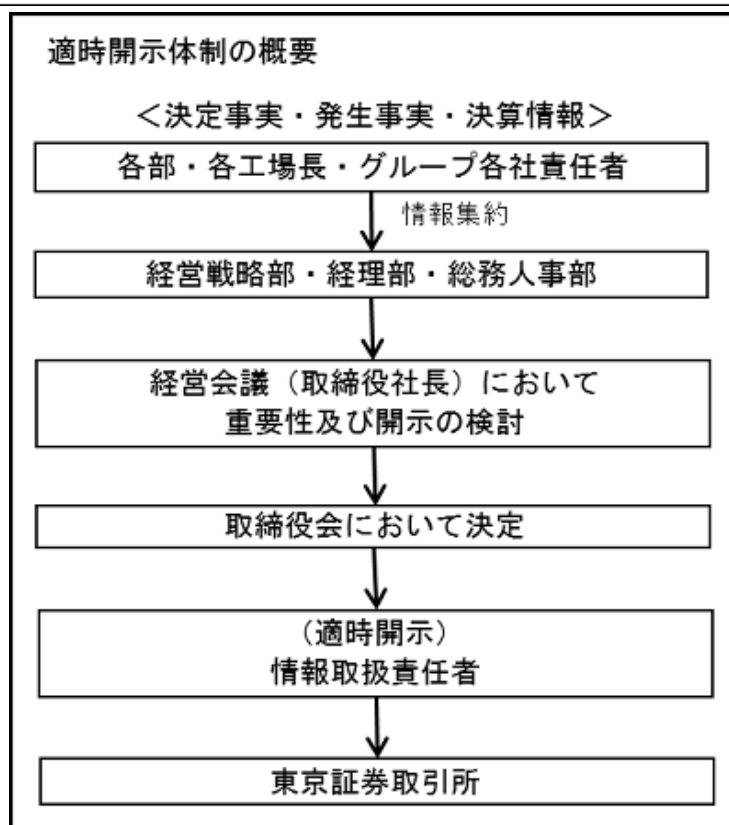 適時開示体制の概要
＜決定事実・発生事実・決算情報＞
各部・各工場長・グループ各社責任者
情報集約
経営戦略部・経理部・総務人事部
経営会議（取締役社長）において
重要性及び開示の検討
取締役会において決定
（適時開示）
情報取扱責任者
東京証券取引所